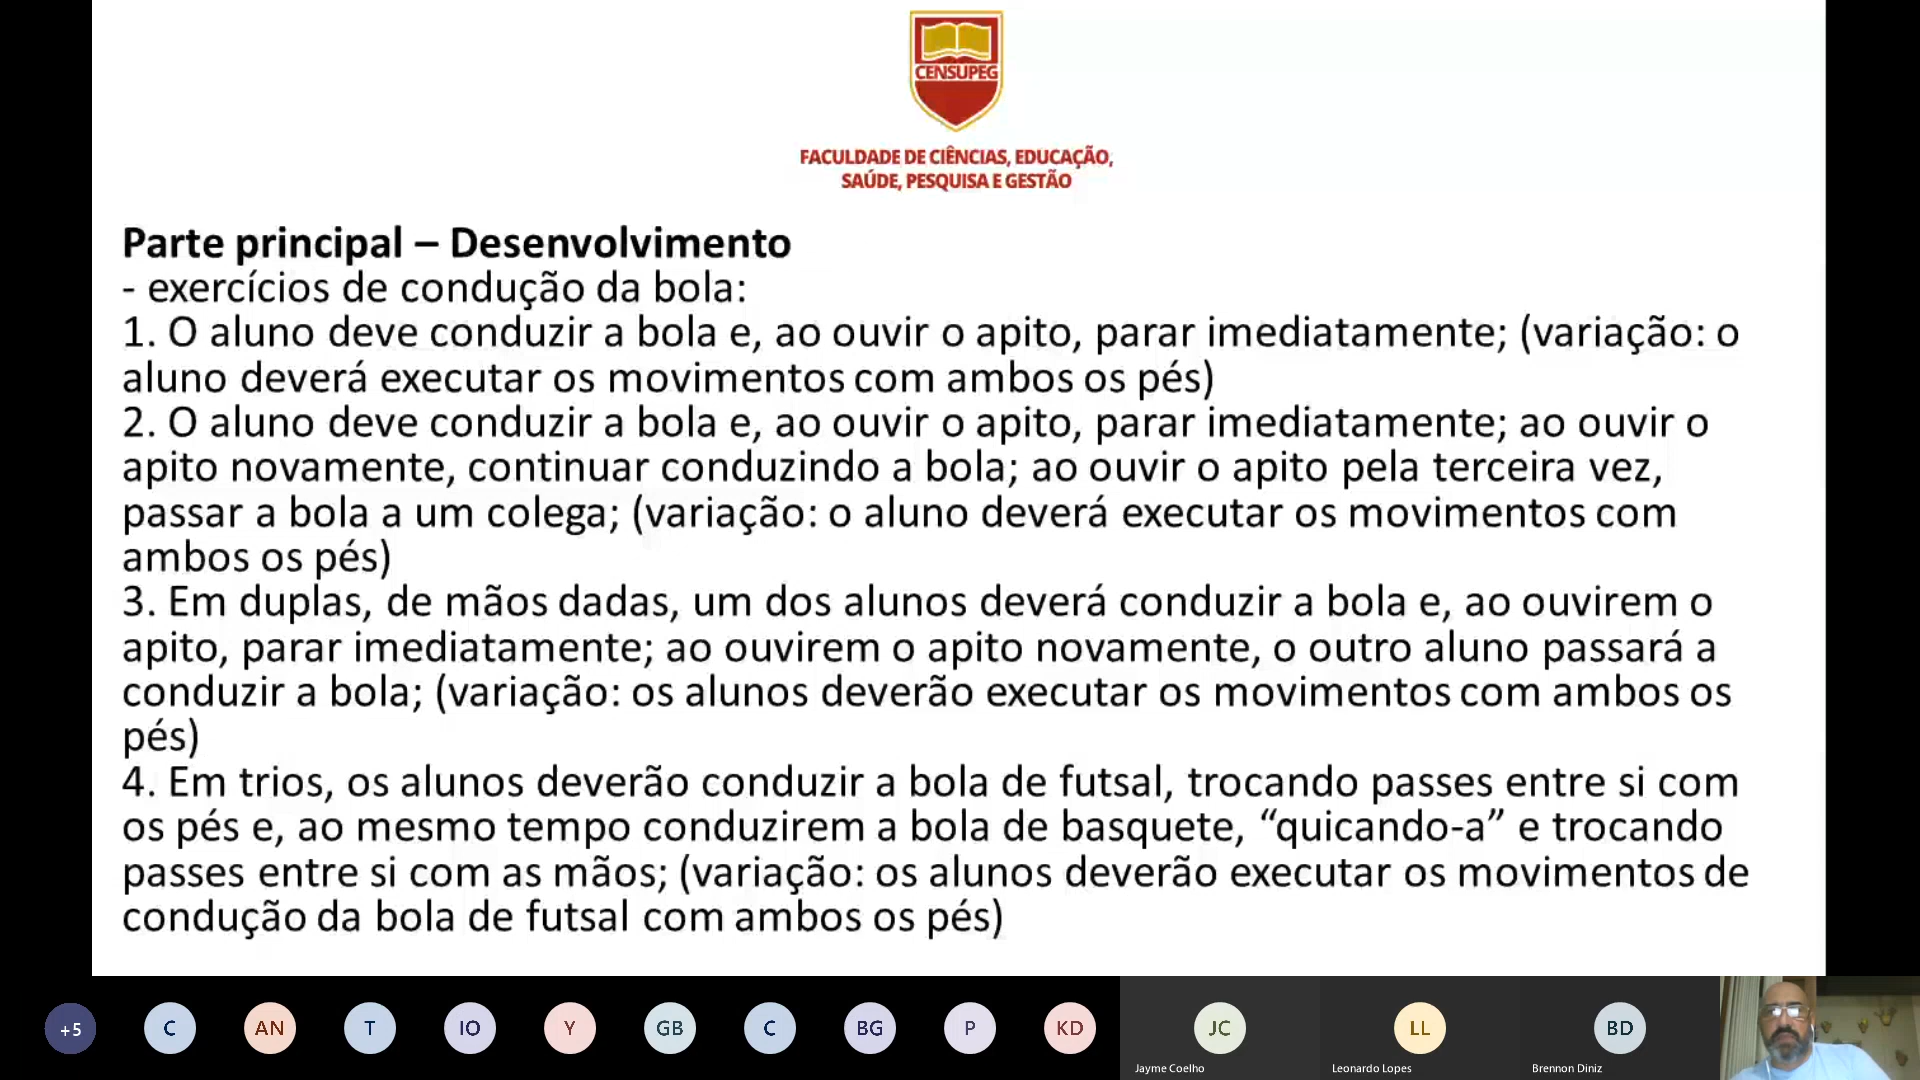 CENSUPEG
FACULDADE DE CIÊNCIAS, EDUCAÇÃO,
SAÚDE, PESQUISA E GESTÃO
Parte principal – Desenvolvimento
- exercícios de condução da bola:
1. O aluno deve conduzir a bola e, ao ouvir o apito, parar imediatamente; (variação: o
aluno deverá executar os movimentos com ambos os pés)
2. O aluno deve conduzir a bola e, ao ouvir o apito, parar imediatamente; ao ouvir o
apito novamente, continuar conduzindo a bola; ao ouvir o apito pela terceira vez,
passar a bola a um colega; (variação: o aluno deverá executar os movimentos com
ambos os pés)
3. Em duplas, de mãos dadas, um dos alunos deverá conduzir a bola e, ao ouvirem o
apito, parar imediatamente; ao ouvirem o apito novamente, o outro aluno passará a
conduzir a bola; (variação: os alunos deverão executar os movimentos com ambos os
pés)
4. Em trios, os alunos deverão conduzir a bola de futsal, trocando passes entre si com
os pés e, ao mesmo tempo conduzirem a bola de basquete, “quicando-a” e trocando
passes entre si com as mãos; (variação: os alunos deverão executar os movimentos de
condução da bola de futsal com ambos os pés)
+5 C AN T IO Y GB C BG P KD JC LL BD
Jayme Coelho Leonardo Lopes Brennon Diniz